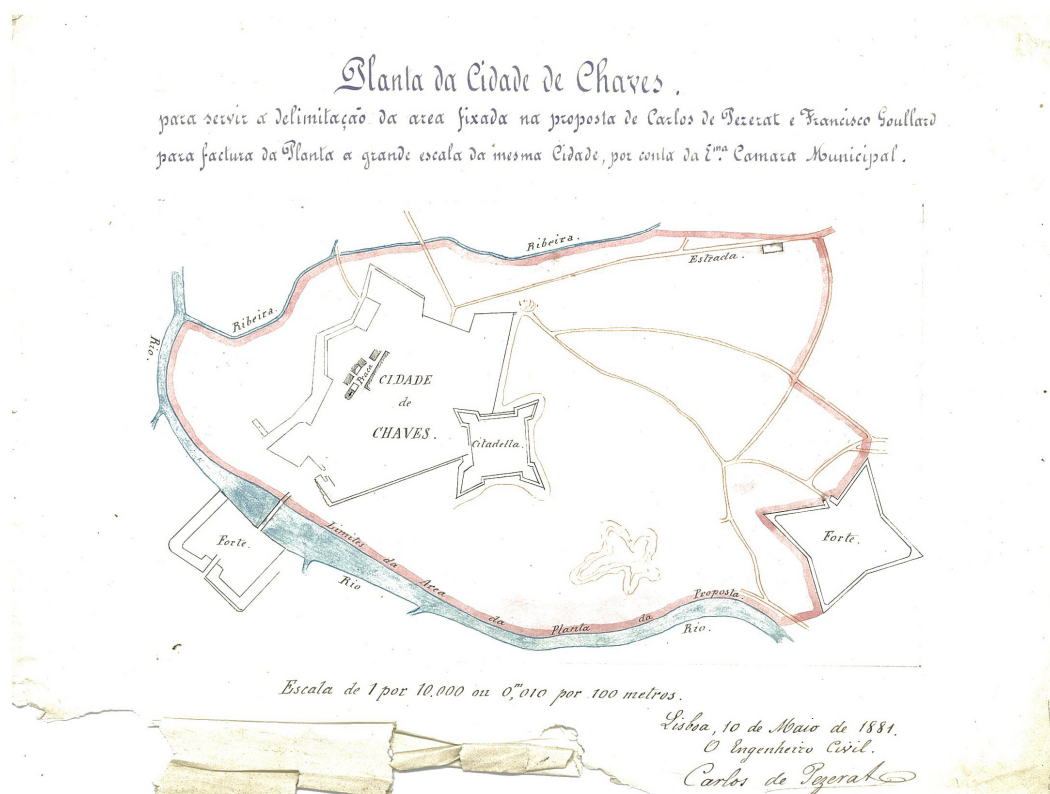 Planta da Cidade de Chaves.
para servir á delimitação da area fixada na proposta de Carlos de Pezerat e Francisco Goullard
para factura da Planta a grande escala da mesma Cidade, por conta da E.ma Camara Municipal.
Ribeira.
Estrada.
Ribeira.
Rio.
Praça
CIDADE
de
CHAVES.
Citadella.
Forte.
Forte.
Limites da Area da Planta da Proposta.
Rio
Rio.
Escala de 1 por 10.000 ou 0,m010 por 100 metros.
Lisboa, 10 de Maio de 1881.
O Engenheiro Civil.
Carlos de Pezerat